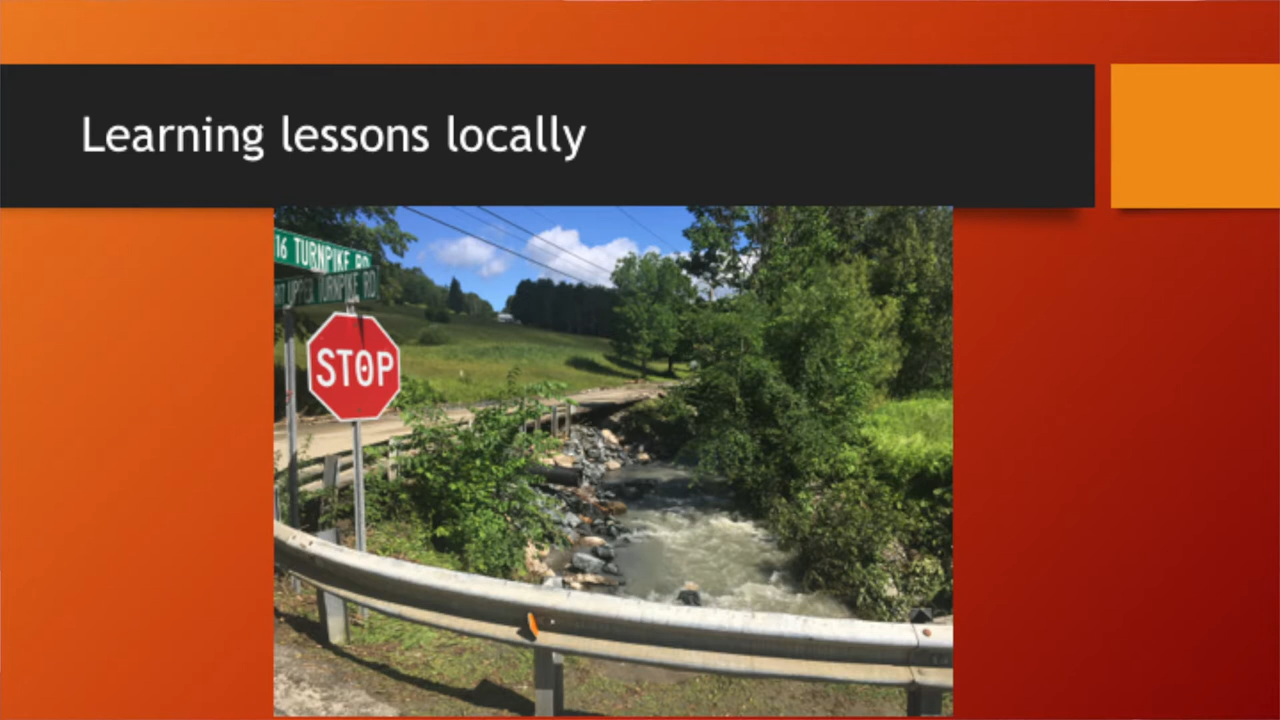 Learning lessons locally
16 TURNPIKE RD
UPPER TURNPIKE RD
STOP